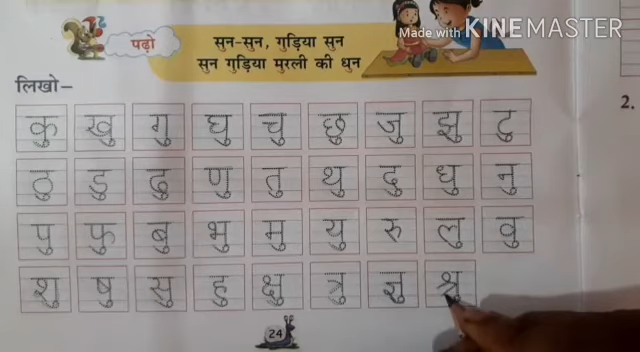 Made with KINEMASTER
पढ़ो
सुन-सुन, गुड़िया सुन
सुन गुड़िया मुरली की धुन
लिखो–
2.
कु खु गु घु चु छु जु झु टु
ठु डु ढु णु तु थु दु धु नु
पु फु बु भु मु यु रु लु वु
शु षु सु हु क्षु त्रु ज्ञु श्रु
24